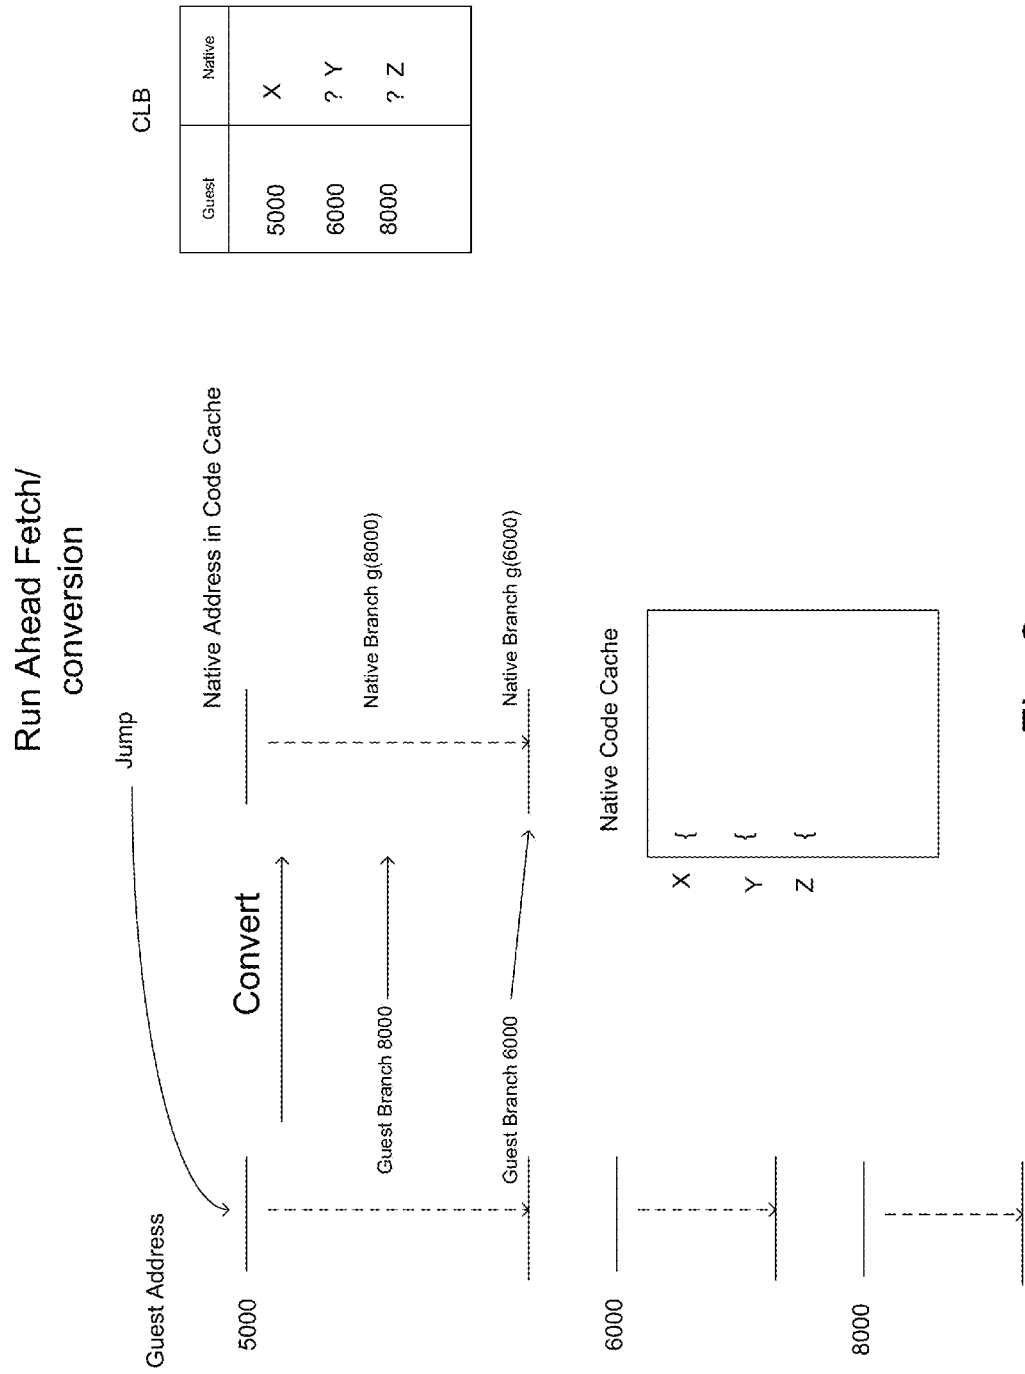 Run Ahead Fetch/
conversion
CLB
Guest Native
5000 X
6000 ? Y
8000 ? Z
Jump
Guest Address
Native Address in Code Cache
5000
Convert
Guest Branch 8000
Native Branch g(8000)
Guest Branch 6000
Native Branch g(6000)
6000
8000
Native Code Cache
X {
Y {
Z {